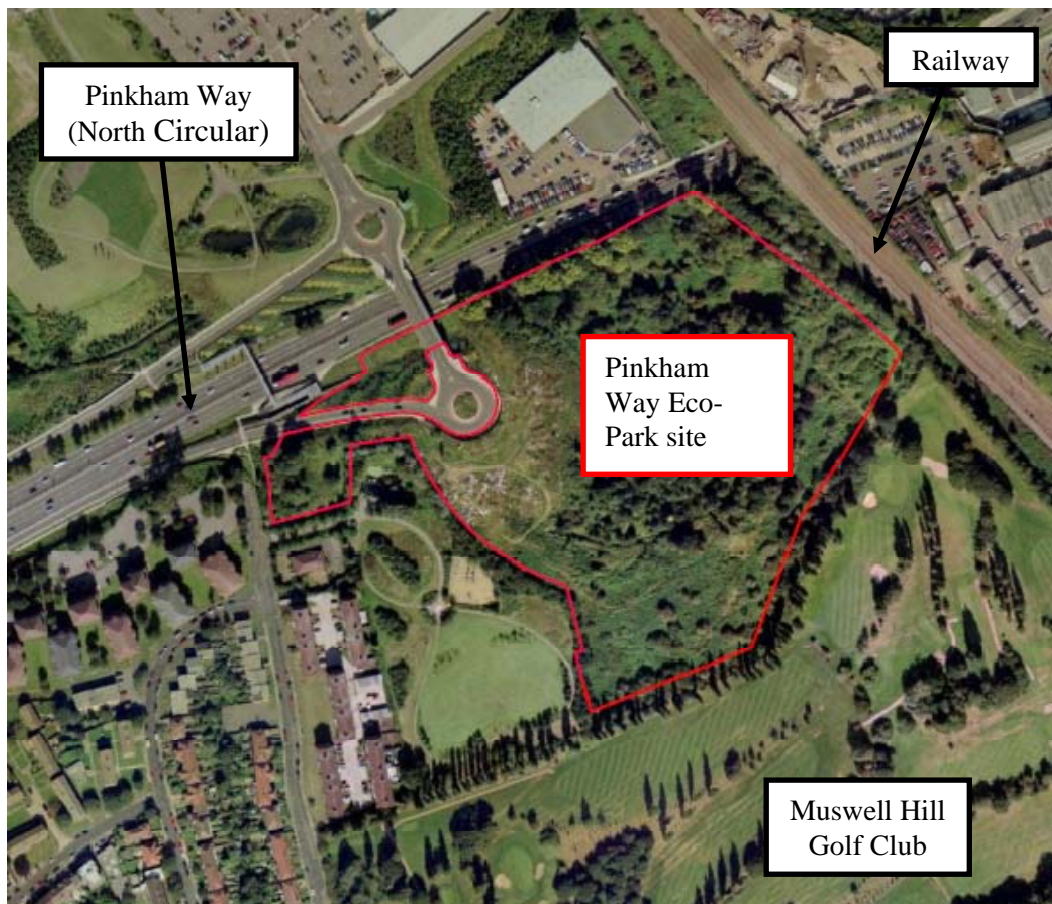 Pinkham Way
(North Circular)
Railway
Pinkham
Way Eco-
Park site
Muswell Hill
Golf Club